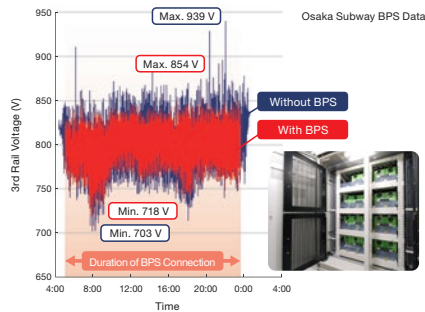 Osaka Subway BPS Data
Max. 939 V
Max. 854 V
Without BPS
With BPS
Min. 718 V
Min. 703 V
Duration of BPS Connection
3rd Rail Voltage (V)
950
900
850
800
750
700
650
4:00 8:00 12:00 16:00 20:00 0:00 4:00
Time